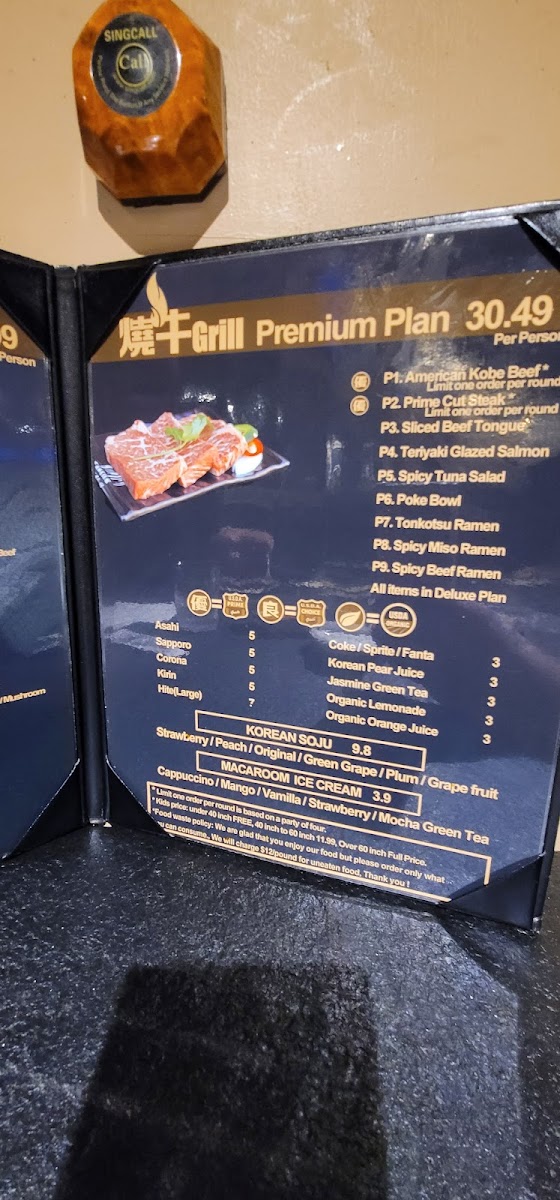 SINGCALL
Call
9
Person
Beef
/ Mushroom
燒牛Grill Premium Plan 30.49
Per Person
P1. American Kobe Beef *
Limit one order per round
P2. Prime Cut Steak *
Limit one order per round
P3. Sliced Beef Tongue
P4. Teriyaki Glazed Salmon
P5. Spicy Tuna Salad
P6. Poke Bowl
P7. Tonkotsu Ramen
P8. Spicy Miso Ramen
P9. Spicy Beef Ramen
All items in Deluxe Plan
極 = U.S.D.A. PRIME 良 = U.S.D.A. CHOICE = USDA ORGANIC
Asahi 5
Sapporo 5
Corona 5
Kirin 5
Hite(Large) 7
Coke / Sprite / Fanta 3
Korean Pear Juice 3
Jasmine Green Tea 3
Organic Lemonade 3
Organic Orange Juice 3
KOREAN SOJU 9.8
Strawberry / Peach / Original / Green Grape / Plum / Grape fruit
MACAROOM ICE CREAM 3.9
Cappuccino / Mango / Vamilla / Strawberry / Mocha Green Tea
* Limit one order per round is based on a party of four.
* Kids price: under 40 inch FREE, 40 inch to 60 inch 11.99, Over 60 inch Full Price.
*Food waste policy: We are glad that you enjoy our food but please order only what
you can consume.. We will charge $12/pound for uneaten food. Thank you !